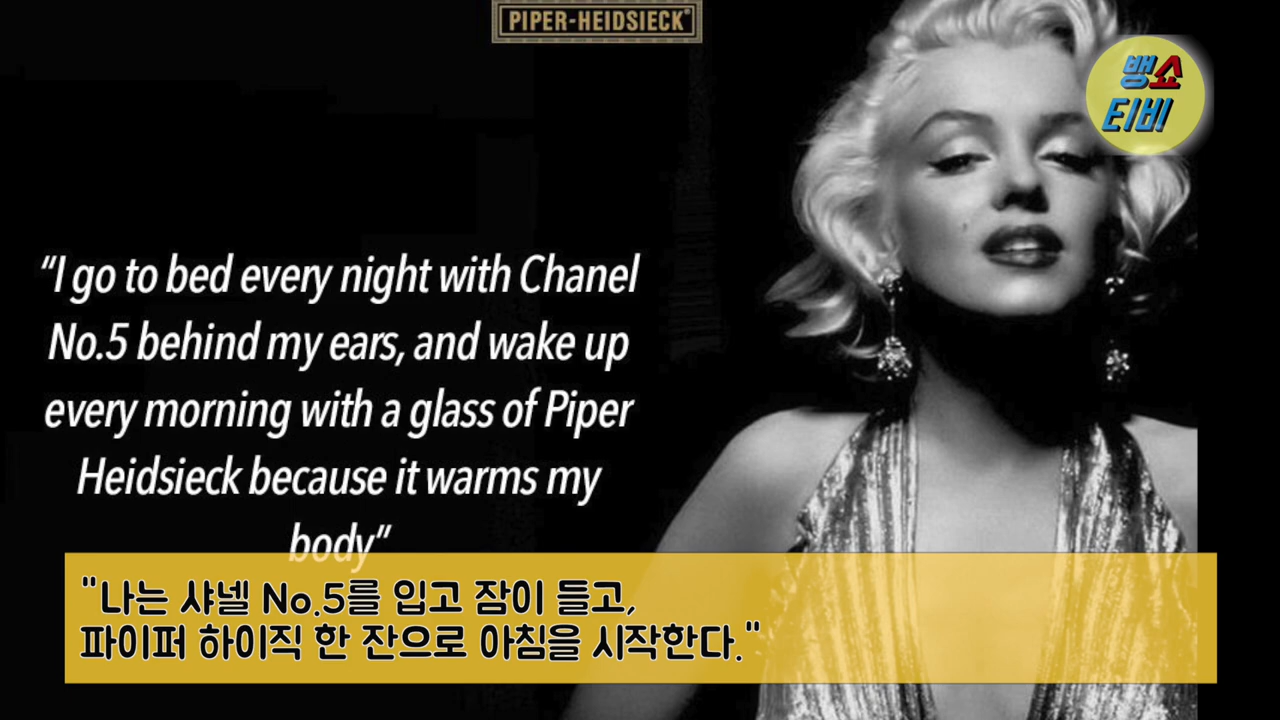 PIPER-HEIDSIECK®
뱅쇼
티비
“I go to bed every night with Chanel
No.5 behind my ears, and wake up
every morning with a glass of Piper
Heidsieck because it warms my
body”
"나는 샤넬 No.5를 입고 잠이 들고,
파이퍼 하이직 한 잔으로 아침을 시작한다."